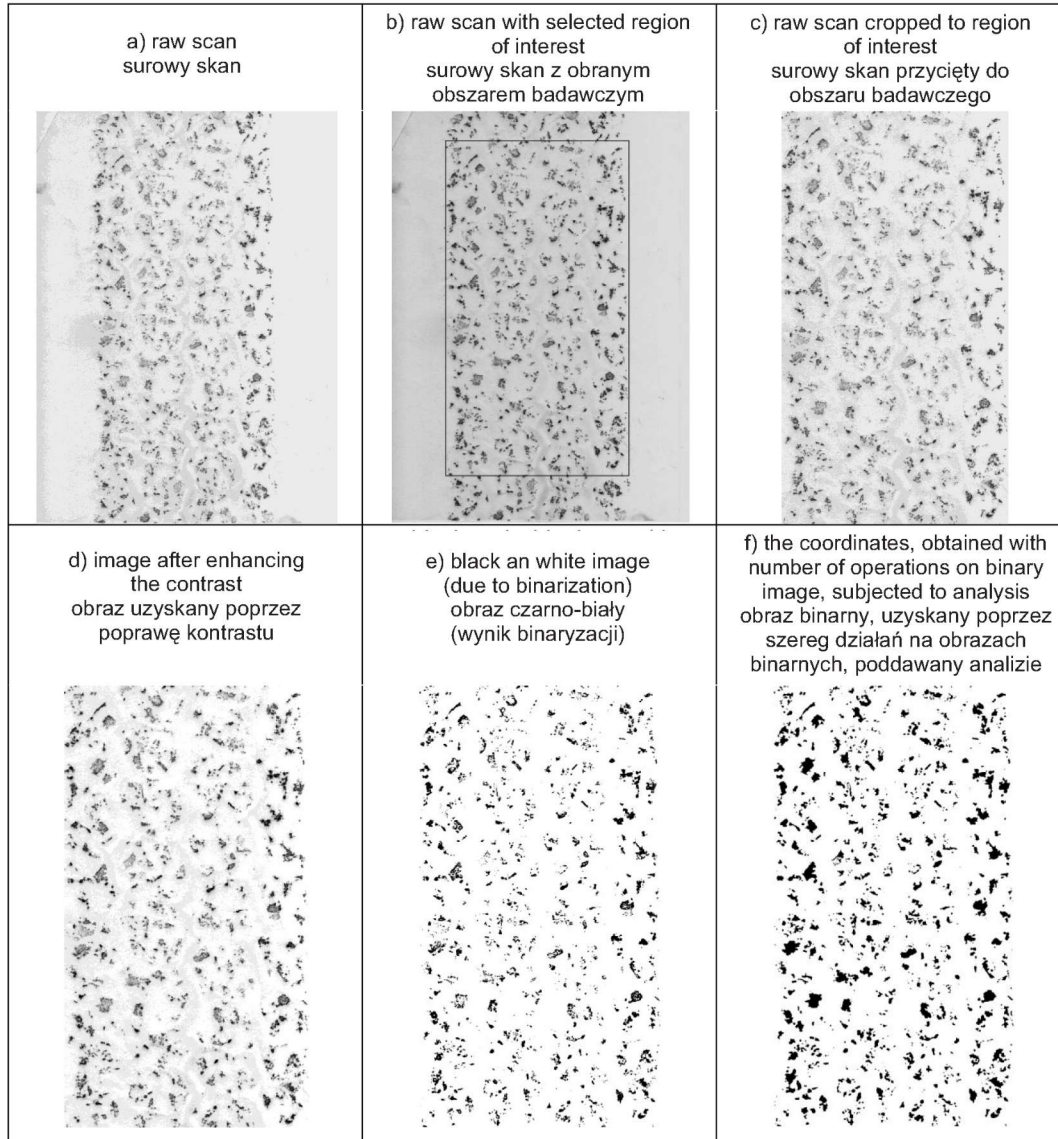 a) raw scan
surowy skan
b) raw scan with selected region
of interest
surowy skan z obranym
obszarem badawczym
c) raw scan cropped to region
of interest
surowy skan przycięty do
obszaru badawczego
d) image after enhancing
the contrast
obraz uzyskany poprzez
poprawę kontrastu
e) black an white image
(due to binarization)
obraz czarno-biały
(wynik binaryzacji)
f) the coordinates, obtained with
number of operations on binary
image, subjected to analysis
obraz binarny, uzyskany poprzez
szereg działań na obrazach
binarnych, poddawany analizie